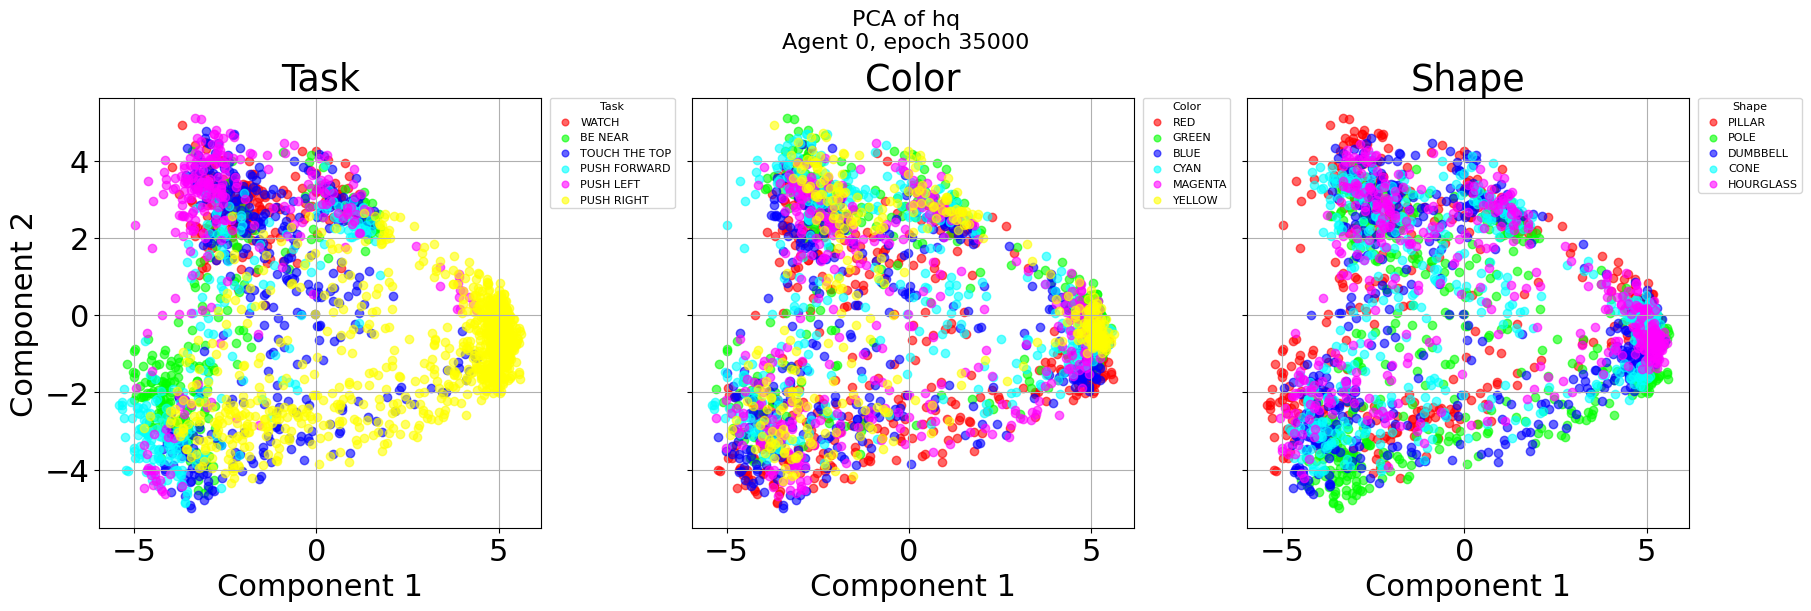 PCA of hq
Agent 0, epoch 35000
Task
Color
Shape
Task
WATCH
BE NEAR
TOUCH THE TOP
PUSH FORWARD
PUSH LEFT
PUSH RIGHT
Color
RED
GREEN
BLUE
CYAN
MAGENTA
YELLOW
Shape
PILLAR
POLE
DUMBBELL
CONE
HOURGLASS
Component 2
4
2
0
−2
−4
−5 0 5
−5 0 5
−5 0 5
Component 1
Component 1
Component 1